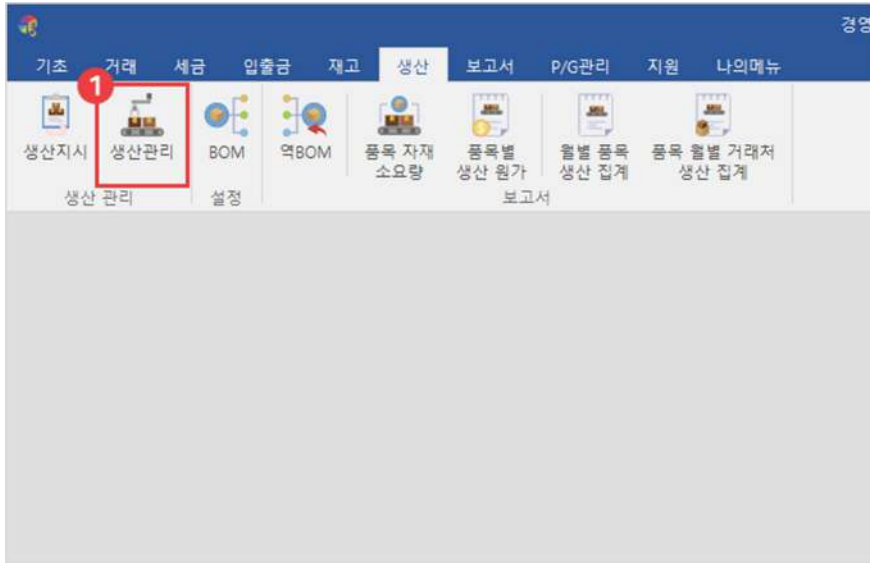 경영
기초 거래 세금 입출금 재고 생산 보고서 P/G관리 지원 나의메뉴
1
생산지시 생산관리 BOM 역BOM 품목 자재 품목별 월별 품목 품목 월별 거래처
소요량 생산 원가 생산 집계 생산 집계
생산 관리 설정 보고서